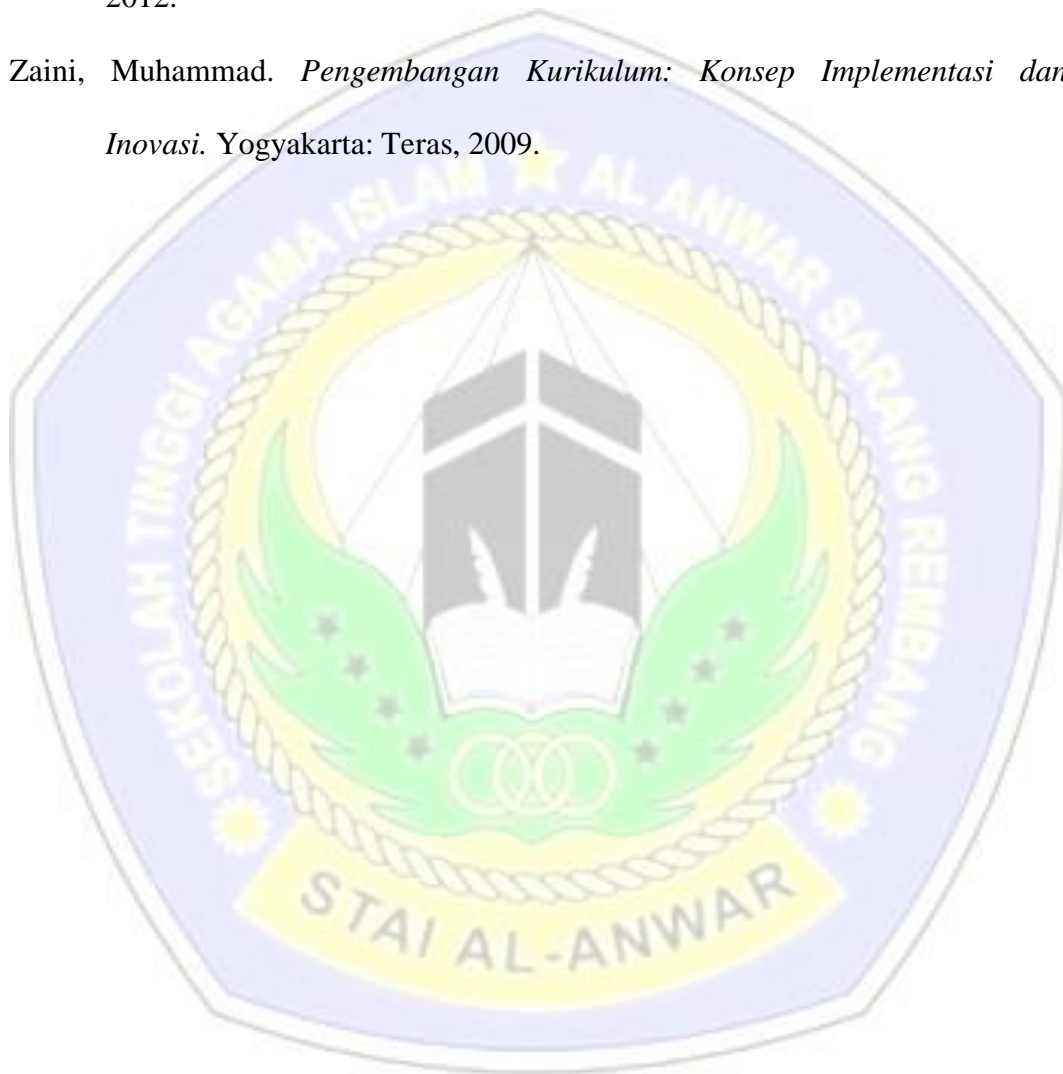 2012.
Zaini, Muhammad. Pengembangan Kurikulum: Konsep Implementasi dan
Inovasi. Yogyakarta: Teras, 2009.
SEKOLAH TINGGI AGAMA ISLAM AL ANWAR SARANG REMBANG
STAI AL-ANWAR